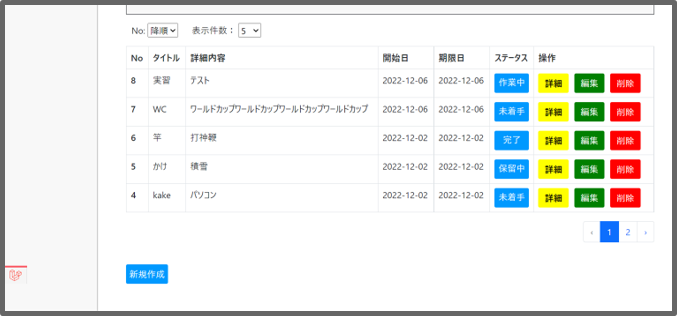 No: 降順 表示件数： 5
No タイトル 詳細内容 開始日 期限日 ステータス 操作
8 実習 テスト 2022-12-06 2022-12-06 作業中 詳細 編集 削除
7 WC ワールドカップワールドカップワールドカップワールドカップ 2022-12-06 2022-12-06 未着手 詳細 編集 削除
6 竿 打神鞭 2022-12-02 2022-12-02 完了 詳細 編集 削除
5 かけ 積雪 2022-12-02 2022-12-02 保留中 詳細 編集 削除
4 kake パソコン 2022-12-02 2022-12-02 未着手 詳細 編集 削除
‹ 1 2 ›
新規作成